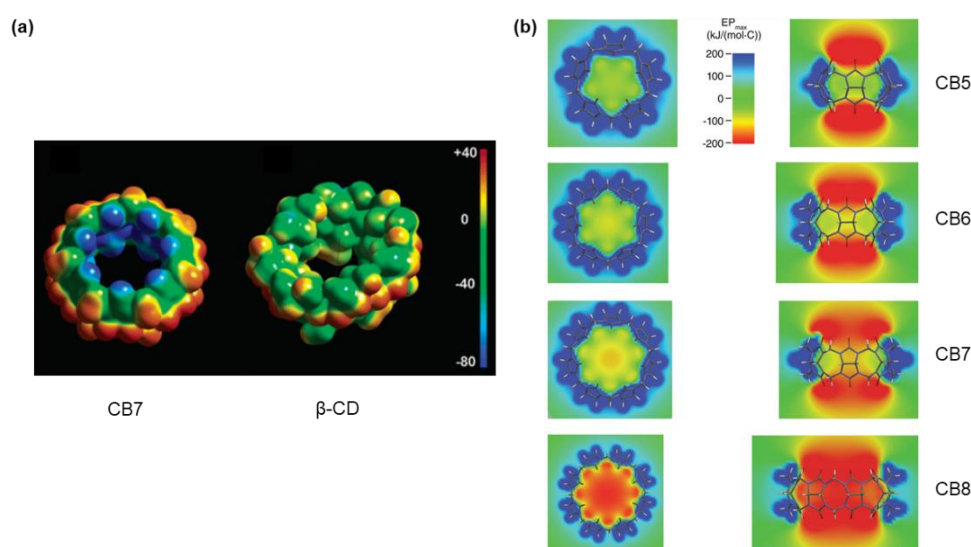 (a)
+40
0
-40
-80
CB7
β-CD
(b)
EPmax
(kJ/(mol·C))
200
100
0
-100
-200
CB5
CB6
CB7
CB8